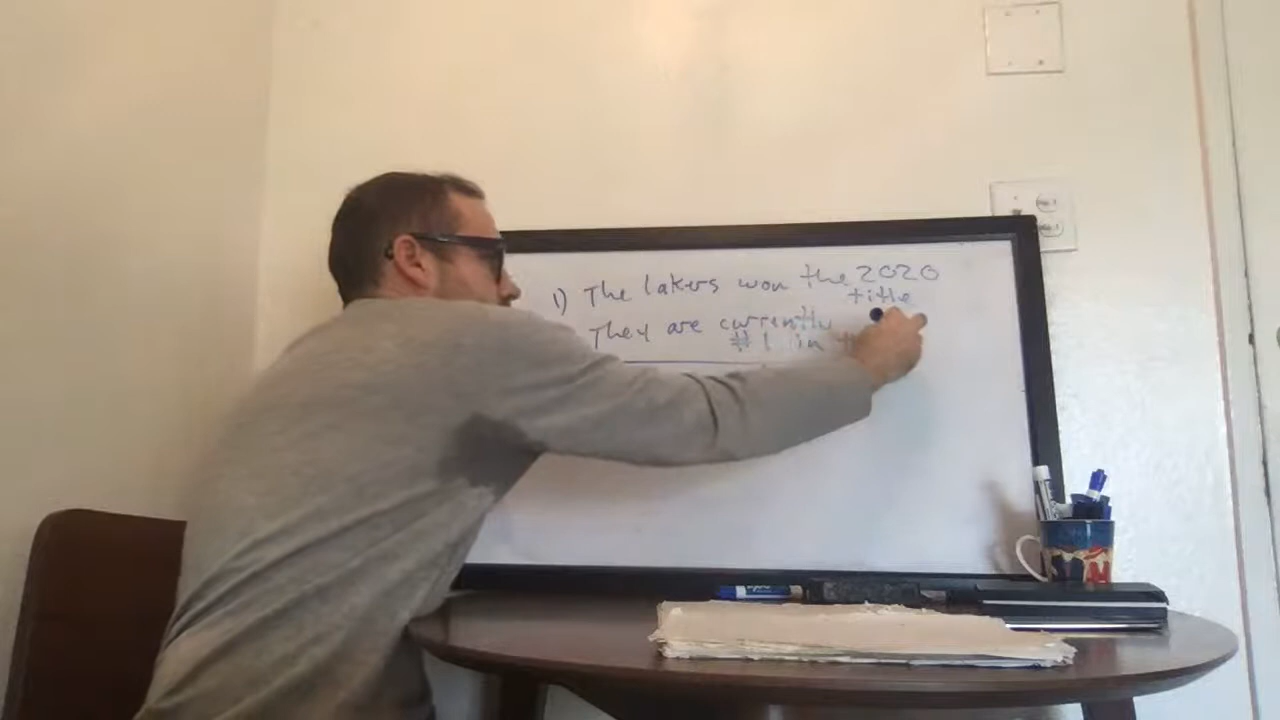 1) The lakers won the 2020
title
They are currently
#1 in